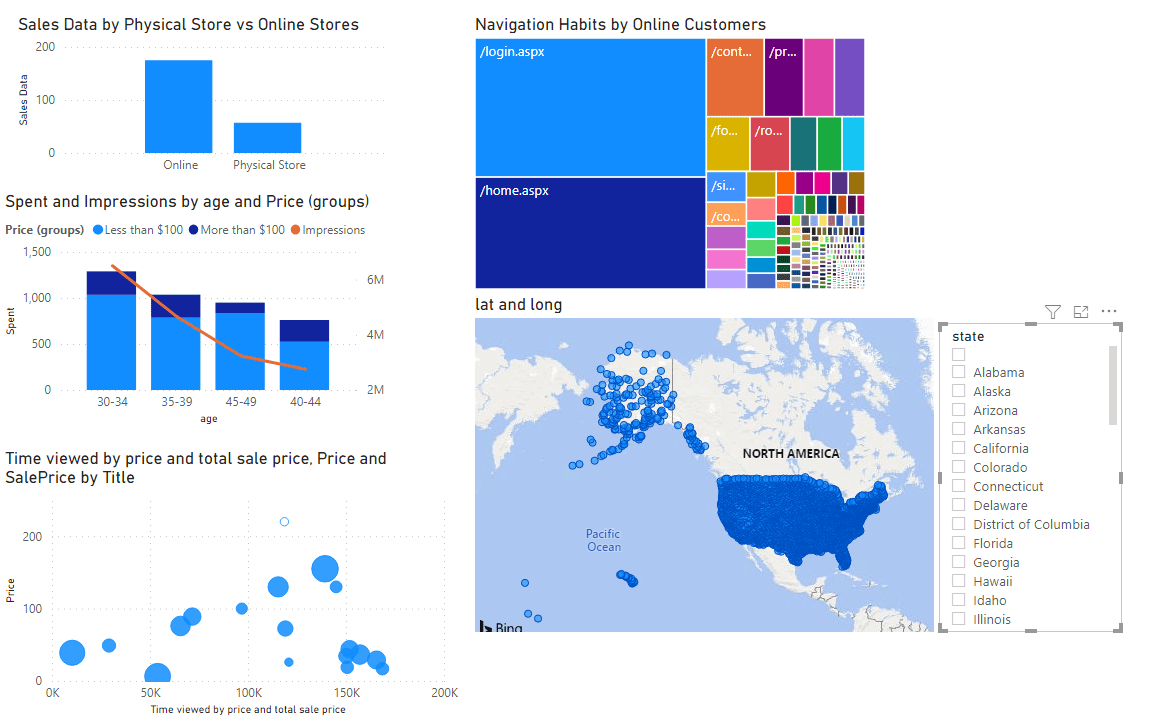 Sales Data by Physical Store vs Online Stores
200
100
0
Sales Data
Online
Physical Store
Spent and Impressions by age and Price (groups)
Price (groups) Less than $100 More than $100 Impressions
1,500
1,000
500
0
Spent
6M
4M
2M
30-34
35-39
45-49
40-44
age
Time viewed by price and total sale price, Price and
SalePrice by Title
200
100
0
Price
0K
50K
100K
150K
200K
Time viewed by price and total sale price
Navigation Habits by Online Customers
/login.aspx
/home.aspx
/cont...
/pr...
/fo...
/ro...
/si...
/co...
lat and long
NORTH AMERICA
Pacific
Ocean
Bing
state
Alabama
Alaska
Arizona
Arkansas
California
Colorado
Connecticut
Delaware
District of Columbia
Florida
Georgia
Hawaii
Idaho
Illinois